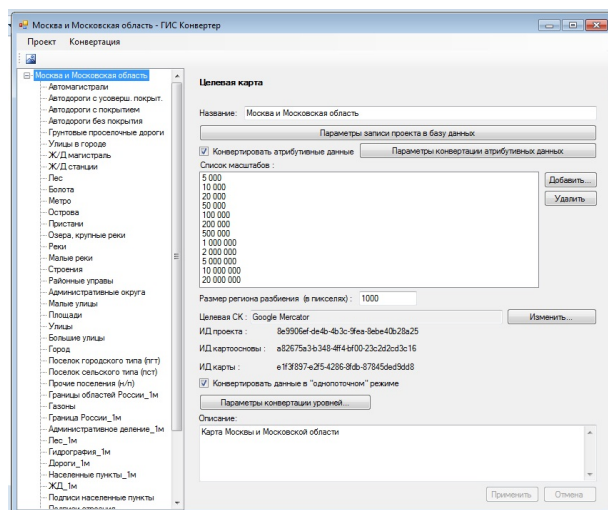 Москва и Московская область - ГИС Конвертер
Проект Конвертация
Москва и Московская область
Автомагистрали
Автодороги с усоверш. покрыт.
Автодороги с покрытием
Автодороги без покрытия
Грунтовые проселочные дороги
Улицы в городе
Ж/Д магистраль
Ж/Д станции
Лес
Болота
Метро
Острова
Пристани
Озера, крупные реки
Реки
Малые реки
Строения
Районные управы
Административные округа
Малые улицы
Площади
Улицы
Большие улицы
Город
Поселок городского типа (пгт)
Поселок сельского типа (пст)
Прочие поселения (н/п)
Границы областей России_1м
Газоны
Граница России_1м
Административное деление_1м
Лес_1м
Гидрография_1м
Дороги_1м
Населенные пункты_1м
ЖД_1м
Подписи населенные пункты
Подписи строения
Целевая карта
Название: Москва и Московская область
Параметры записи проекта в базу данных
Конвертировать атрибутивные данные Параметры конвертации атрибутивных данных
Список масштабов :
5 000
10 000
20 000
50 000
100 000
200 000
500 000
1 000 000
2 000 000
5 000 000
10 000 000
20 000 000
Добавить...
Удалить
Размер региона разбиения (в пикселях) : 1000
Целевая СК : Google Mercator Изменить...
ИД проекта : 8e9906ef-de4b-4b3c-9fea-8ebe40b28a25
ИД картоосновы : a82675a3-b348-4ff4-bf00-23c2d2cd3c16
ИД карты : e1f3f897-e2f5-4286-8fdb-87845ded9dd8
Конвертировать данные в "однопоточном" режиме
Параметры конвертации уровней...
Описание:
Карта Москвы и Московской области
Применить Отмена